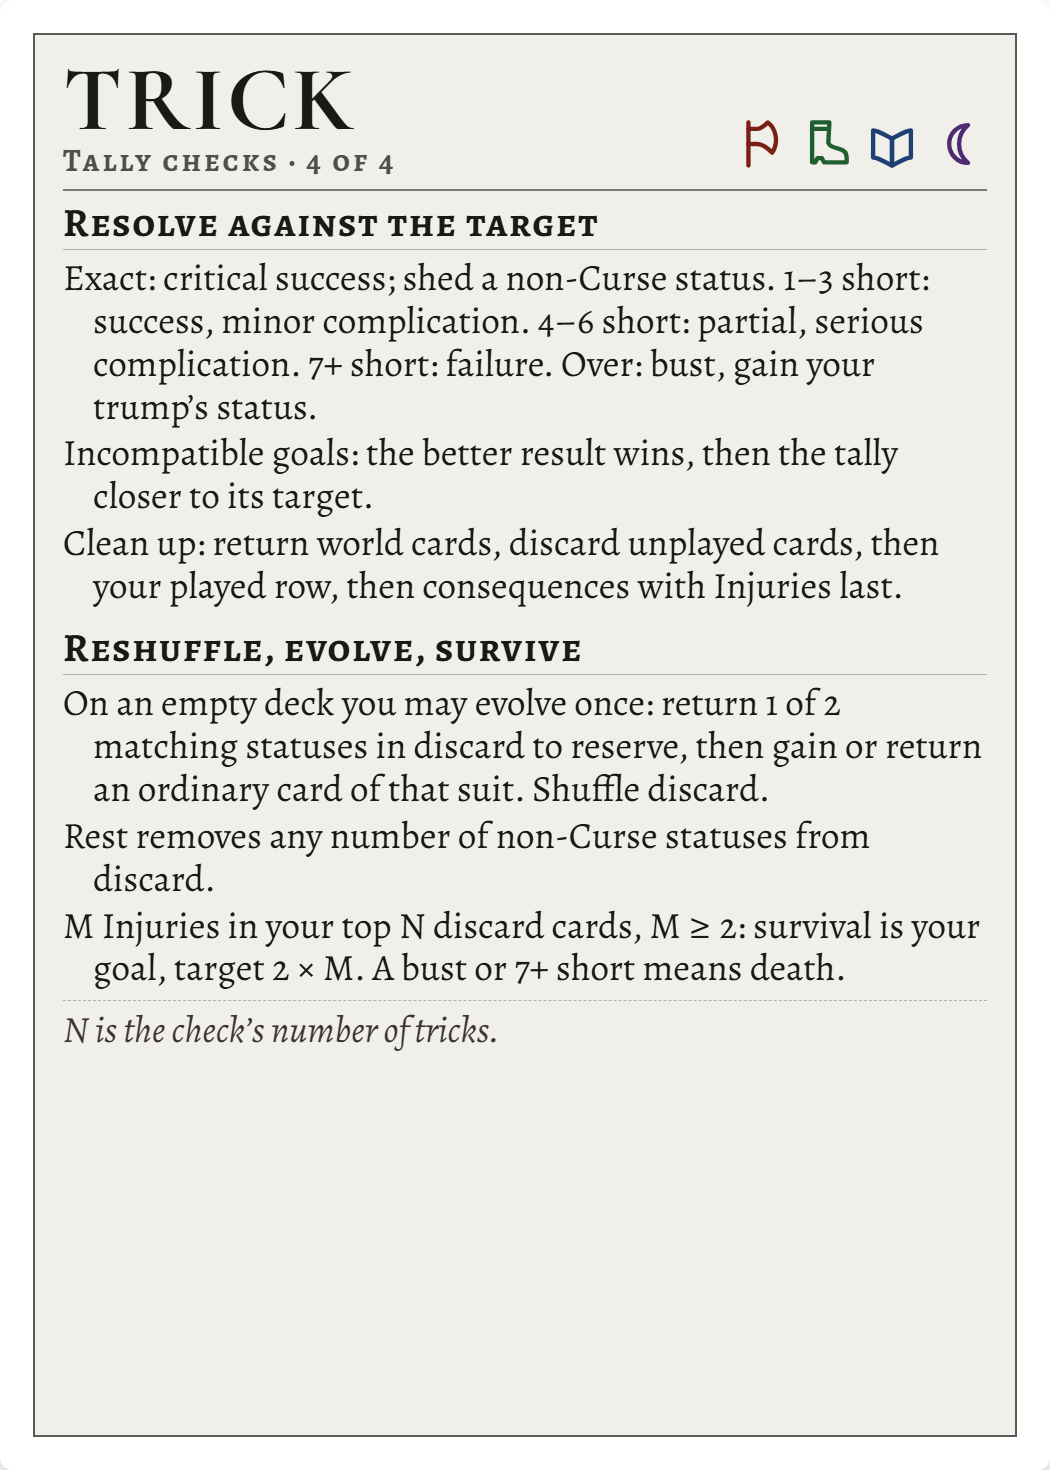 TRICK
Tally checks · 4 of 4
Resolve against the target
Exact: critical success; shed a non-Curse status. 1–3 short:
success, minor complication. 4–6 short: partial, serious
complication. 7+ short: failure. Over: bust, gain your
trump’s status.
Incompatible goals: the better result wins, then the tally
closer to its target.
Clean up: return world cards, discard unplayed cards, then
your played row, then consequences with Injuries last.
Reshuffle, evolve, survive
On an empty deck you may evolve once: return 1 of 2
matching statuses in discard to reserve, then gain or return
an ordinary card of that suit. Shuffle discard.
Rest removes any number of non-Curse statuses from
discard.
M Injuries in your top N discard cards, M ≥ 2: survival is your
goal, target 2 × M. A bust or 7+ short means death.
N is the check’s number of tricks.